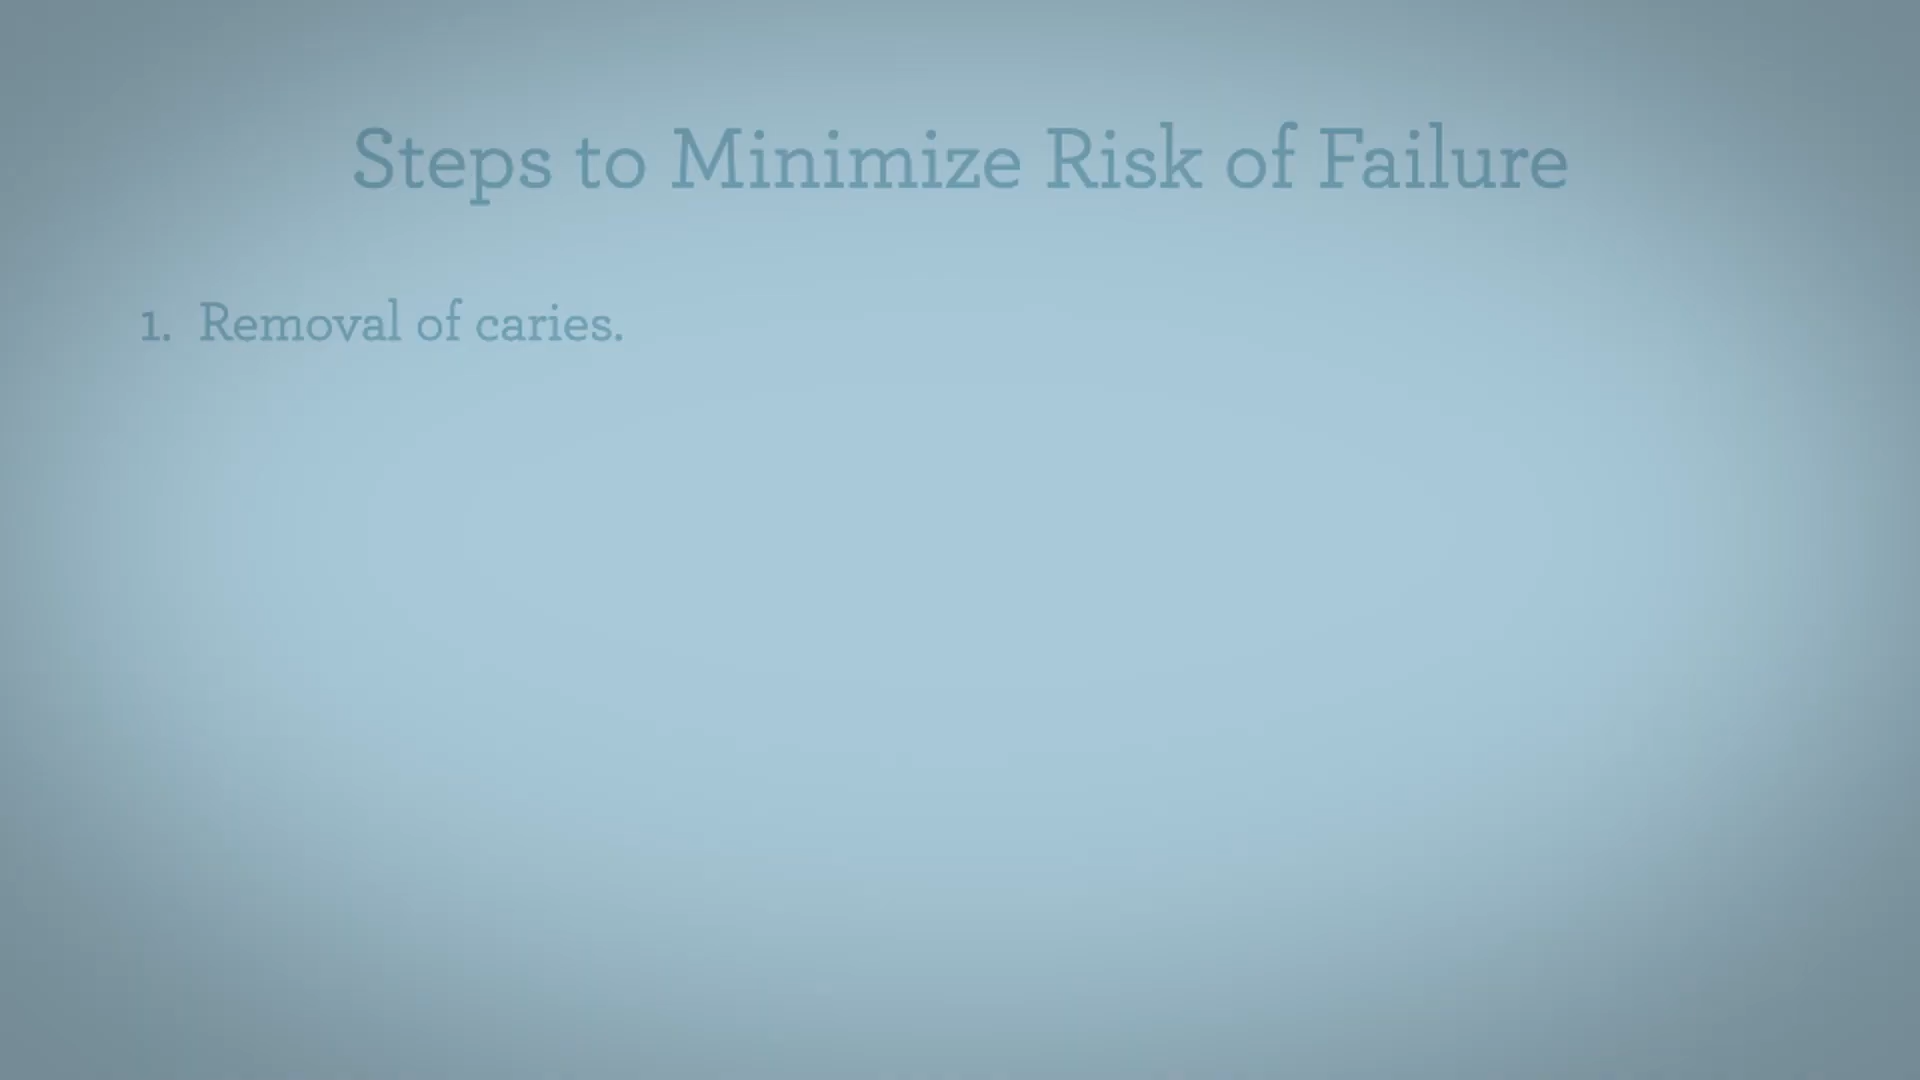 Steps to Minimize Risk of Failure
1. Removal of caries.